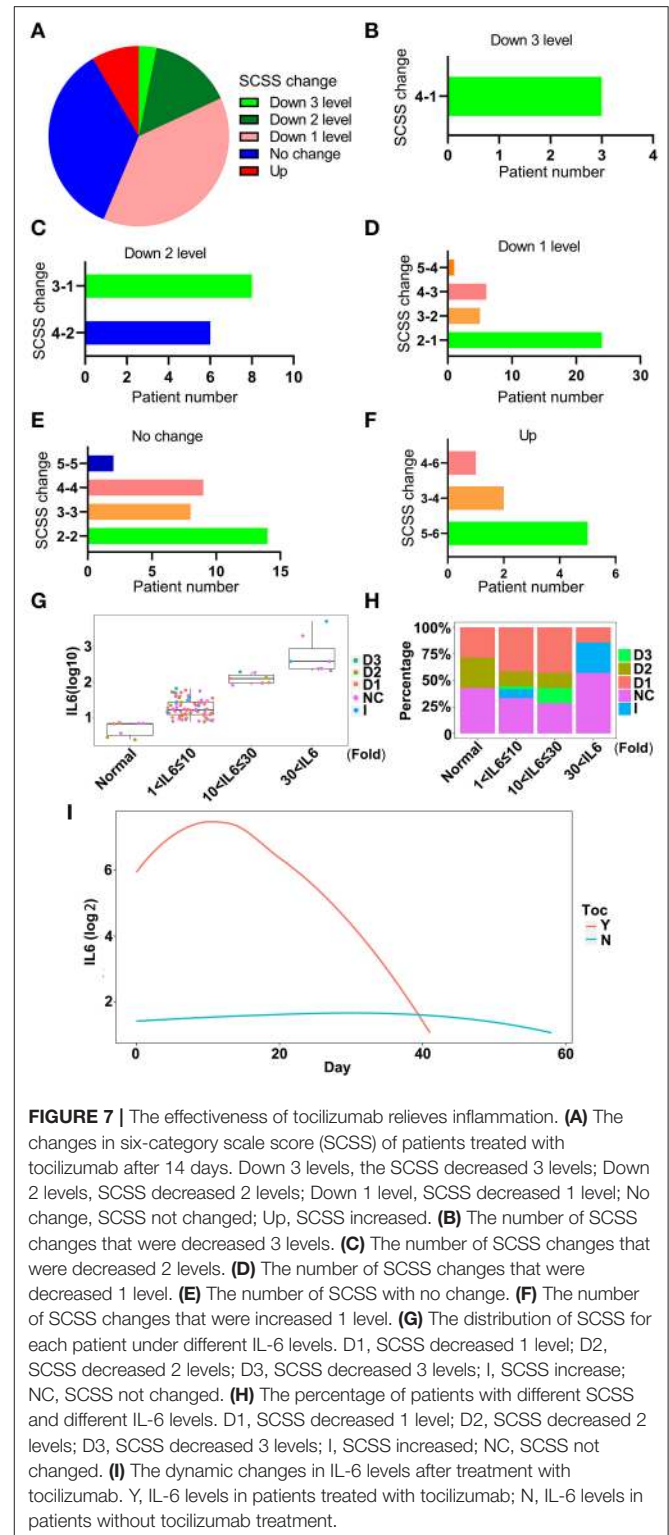 A
SCSS change
Down 3 level
Down 2 level
Down 1 level
No change
Up
B
Down 3 level
SCSS change
4-1
0 1 2 3 4
Patient number
C
Down 2 level
SCSS change
3-1
4-2
0 2 4 6 8 10
Patient number
D
Down 1 level
SCSS change
5-4
4-3
3-2
2-1
0 10 20 30
Patient number
E
No change
SCSS change
5-5
4-4
3-3
2-2
0 5 10 15
Patient number
F
Up
SCSS change
4-6
3-4
5-6
0 2 4 6
Patient number
G
IL6(log10)
3
2
1
Normal 1<IL6≤10 10<IL6≤30 30<IL6 (Fold)
D3
D2
D1
NC
I
H
Percentage
100%
75%
50%
25%
0
Normal 1<IL6≤10 10<IL6≤30 30<IL6 (Fold)
D3
D2
D1
NC
I
I
IL6 (log 2)
6
4
2
0 20 40 60
Day
Toc
Y
N
FIGURE 7 | The effectiveness of tocilizumab relieves inflammation. (A) The
changes in six-category scale score (SCSS) of patients treated with
tocilizumab after 14 days. Down 3 levels, the SCSS decreased 3 levels; Down
2 levels, SCSS decreased 2 levels; Down 1 level, SCSS decreased 1 level; No
change, SCSS not changed; Up, SCSS increased. (B) The number of SCSS
changes that were decreased 3 levels. (C) The number of SCSS changes that
were decreased 2 levels. (D) The number of SCSS changes that were
decreased 1 level. (E) The number of SCSS with no change. (F) The number
of SCSS changes that were increased 1 level. (G) The distribution of SCSS for
each patient under different IL-6 levels. D1, SCSS decreased 1 level; D2,
SCSS decreased 2 levels; D3, SCSS decreased 3 levels; I, SCSS increase;
NC, SCSS not changed. (H) The percentage of patients with different SCSS
and different IL-6 levels. D1, SCSS decreased 1 level; D2, SCSS decreased 2
levels; D3, SCSS decreased 3 levels; I, SCSS increased; NC, SCSS not
changed. (I) The dynamic changes in IL-6 levels after treatment with
tocilizumab. Y, IL-6 levels in patients treated with tocilizumab; N, IL-6 levels in
patients without tocilizumab treatment.